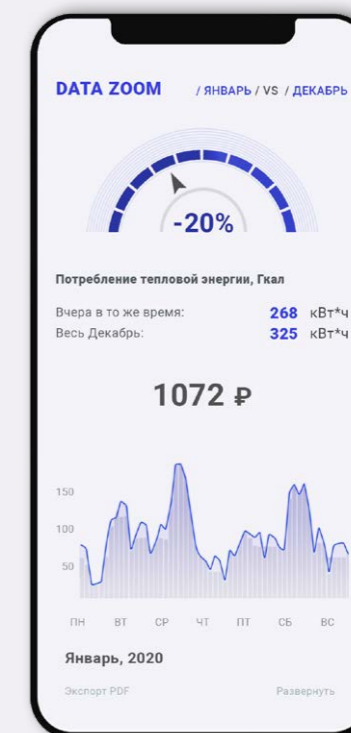 DATA ZOOM / ЯНВАРЬ / VS / ДЕКАБРЬ
-20%
Потребление тепловой энергии, Гкал
Вчера в то же время: 268 кВт*ч
Весь Декабрь: 325 кВт*ч
1072 ₽
150
100
50
ПН ВТ СР ЧТ ПТ СБ ВС
Январь, 2020
Экспорт PDF Развернуть